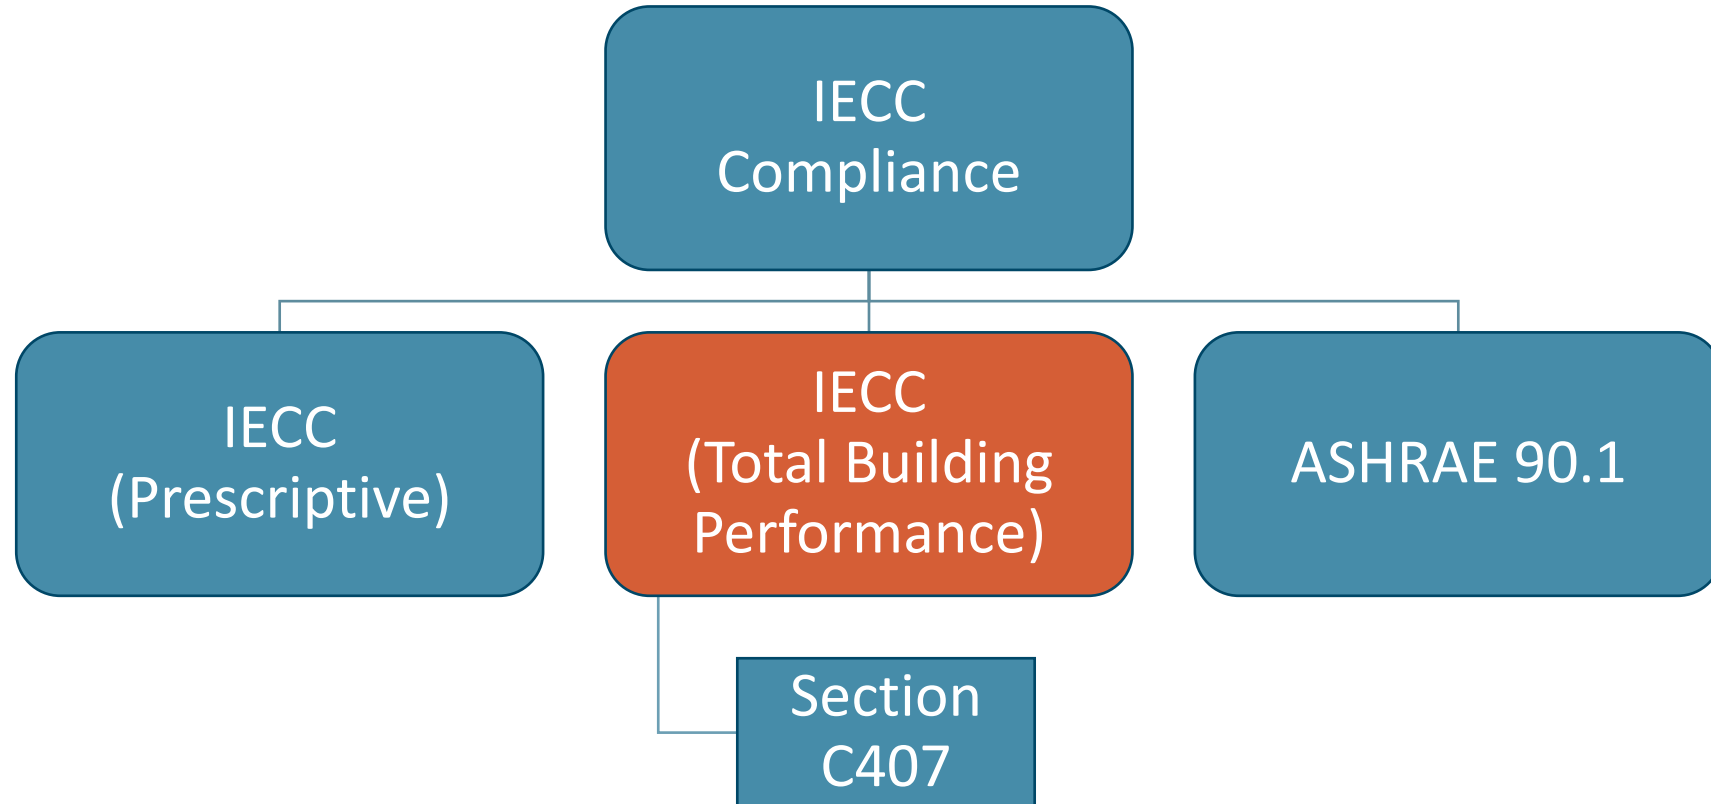 IECC
Compliance
IECC
(Prescriptive)
IECC
(Total Building
Performance)
ASHRAE 90.1
Section
C407